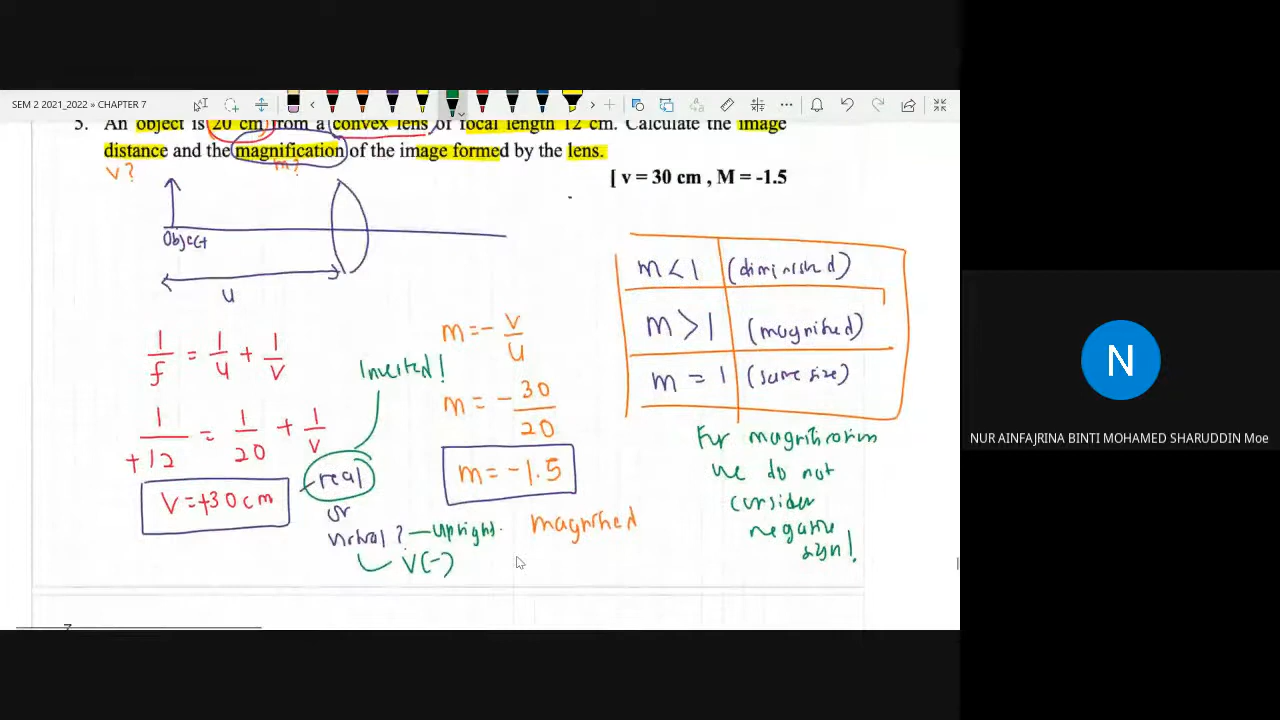 SEM 2 2021_2022 » CHAPTER 7
5. An object is 20 cm from a convex lens of focal length 12 cm. Calculate the image
distance and the magnification of the image formed by the lens.
v? m?
[ v = 30 cm , M = -1.5
Object
u
m < 1 (diminished)
m > 1 (magnified)
m = 1 (same size)
1/f = 1/u + 1/v
1/+12 = 1/20 + 1/v
V = +30 cm
Inverted!
real
or
virtual? — upright.
V(-)
m = - v/u
m = - 30/20
m = -1.5
magnified
For magnification
we do not
consider
negative
sign!
N
NUR AINFAJRINA BINTI MOHAMED SHARUDDIN Moe